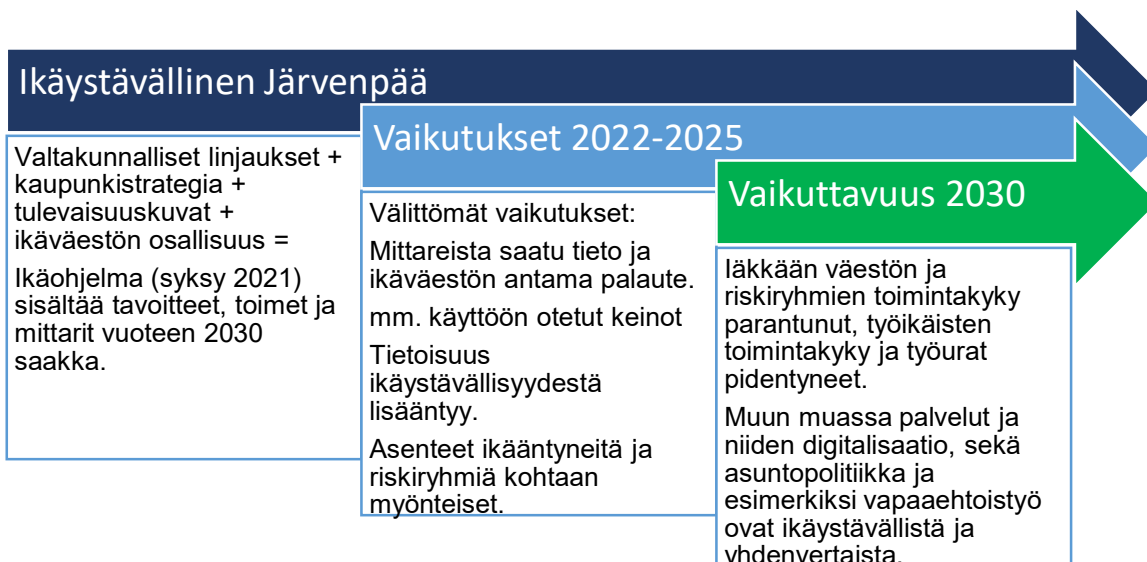 Ikäystävällinen Järvenpää
Valtakunnalliset linjaukset +
kaupunkistrategia +
tulevaisuuskuvat +
ikäväestön osallisuus =
Ikäohjelma (syksy 2021)
sisältää tavoitteet, toimet ja
mittarit vuoteen 2030
saakka.
Vaikutukset 2022-2025
Välittömät vaikutukset:
Mittareista saatu tieto ja
ikäväestön antama palaute.
mm. käyttöön otetut keinot
Tietoisuus
ikäystävällisyydestä
lisääntyy.
Asenteet ikääntyneitä ja
riskiryhmiä kohtaan
myönteiset.
Vaikuttavuus 2030
Iäkkään väestön ja
riskiryhmien toimintakyky
parantunut, työikäisten
toimintakyky ja työurat
pidentyneet.
Muun muassa palvelut ja
niiden digitalisaatio, sekä
asuntopolitiikka ja
esimerkiksi vapaaehtoistyö
ovat ikäystävällistä ja
yhdenvertaista.